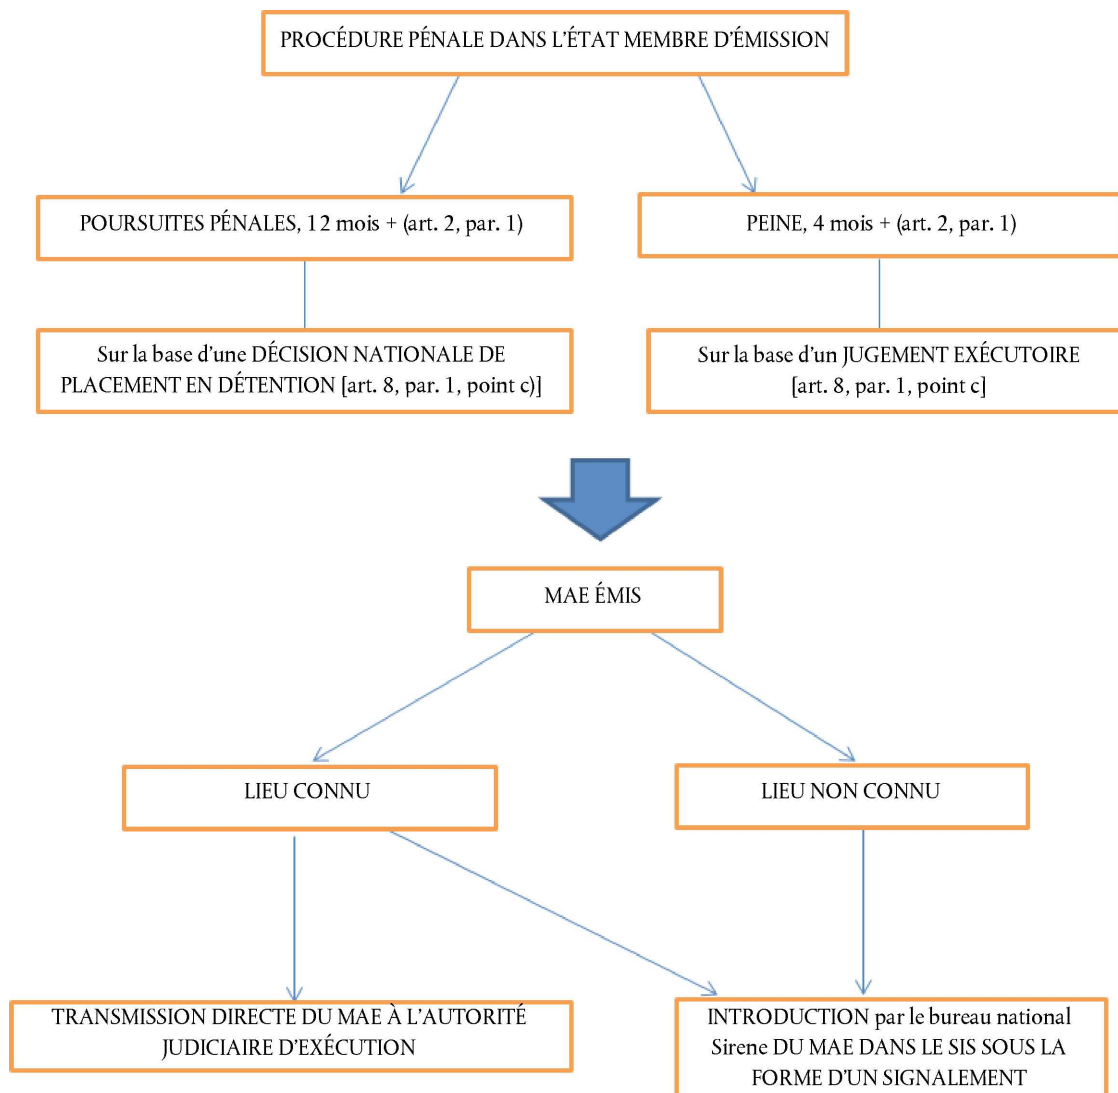 PROCÉDURE PÉNALE DANS L'ÉTAT MEMBRE D'ÉMISSION
POURSUITES PÉNALES, 12 mois + (art. 2, par. 1)
PEINE, 4 mois + (art. 2, par. 1)
Sur la base d'une DÉCISION NATIONALE DE
PLACEMENT EN DÉTENTION [art. 8, par. 1, point c)]
Sur la base d'un JUGEMENT EXÉCUTOIRE
[art. 8, par. 1, point c]
MAE ÉMIS
LIEU CONNU
LIEU NON CONNU
TRANSMISSION DIRECTE DU MAE À L'AUTORITÉ
JUDICIAIRE D'EXÉCUTION
INTRODUCTION par le bureau national
Sirene DU MAE DANS LE SIS SOUS LA
FORME D'UN SIGNALEMENT